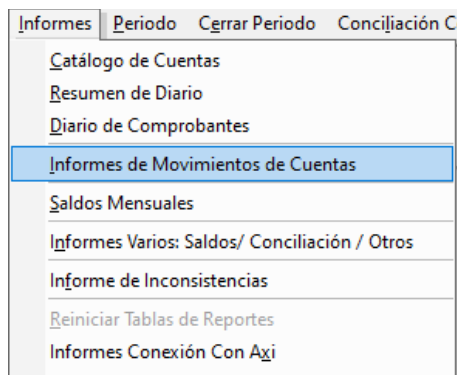 Informes Periodo Cerrar Periodo Conciliación C
Catálogo de Cuentas
Resumen de Diario
Diario de Comprobantes
Informes de Movimientos de Cuentas
Saldos Mensuales
Informes Varios: Saldos/ Conciliación / Otros
Informe de Inconsistencias
Reiniciar Tablas de Reportes
Informes Conexión Con Axi